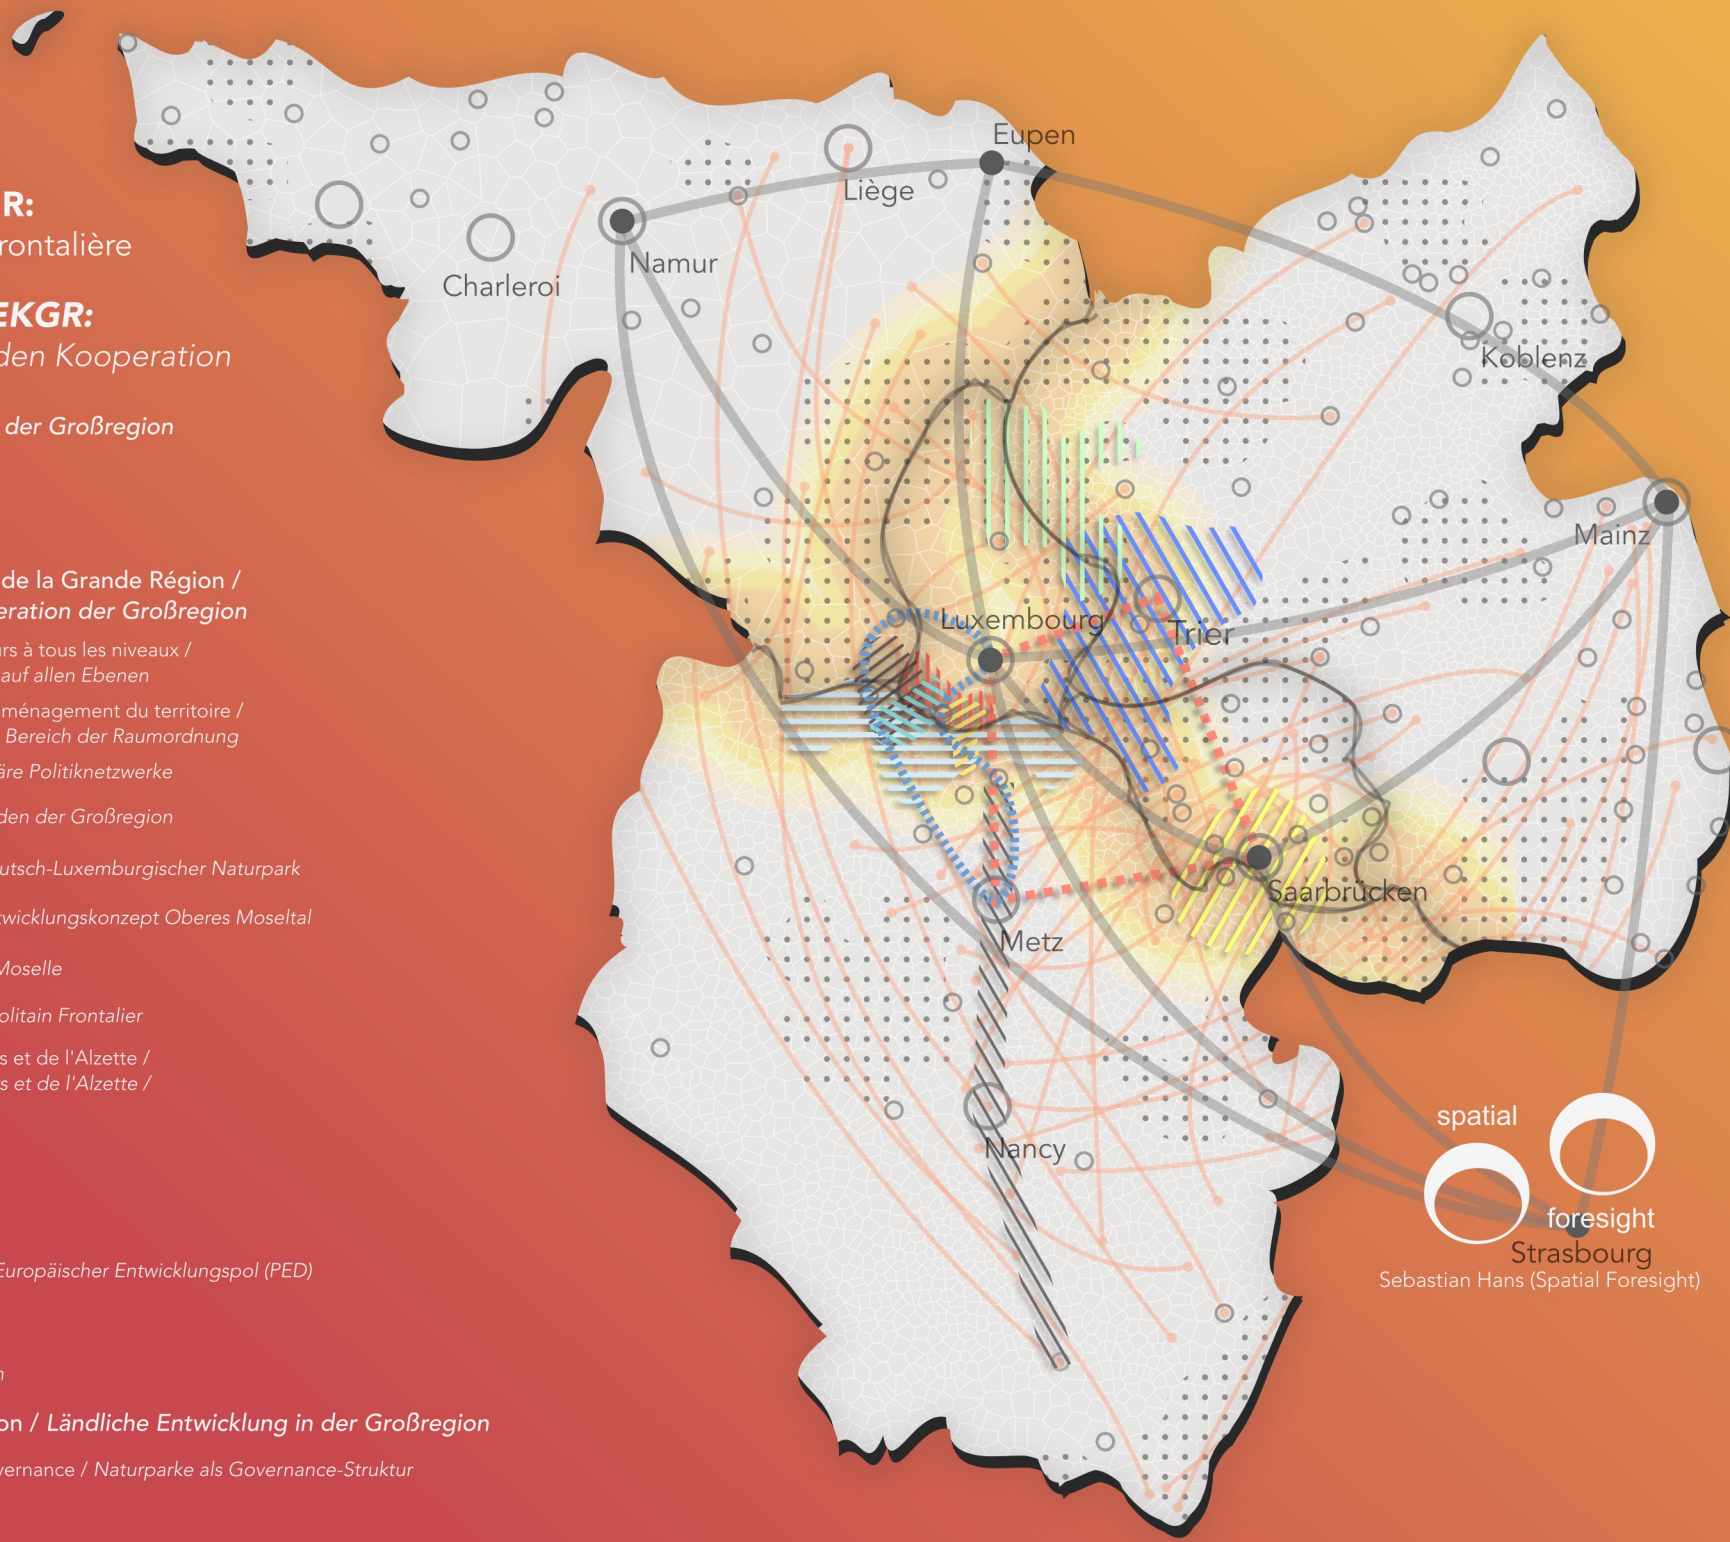 R:
rontalière
EKGR:
den Kooperation
der Großregion
de la Grande Région /
eration der Großregion
rs à tous les niveaux /
auf allen Ebenen
ménagement du territoire /
Bereich der Raumordnung
äre Politiknetzwerke
den der Großregion
utsch-Luxemburgischer Naturpark
twicklungskonzept Oberes Moseltal
Moselle
olitain Frontalier
s et de l'Alzette /
s et de l'Alzette /
Europäischer Entwicklungspol (PED)
n
on / Ländliche Entwicklung in der Großregion
vernance / Naturparke als Governance-Struktur
Eupen
Liège
Namur
Charleroi
Koblenz
Mainz
Luxembourg
Trier
Saarbrücken
Metz
Nancy
spatial
foresight
Strasbourg
Sebastian Hans (Spatial Foresight)